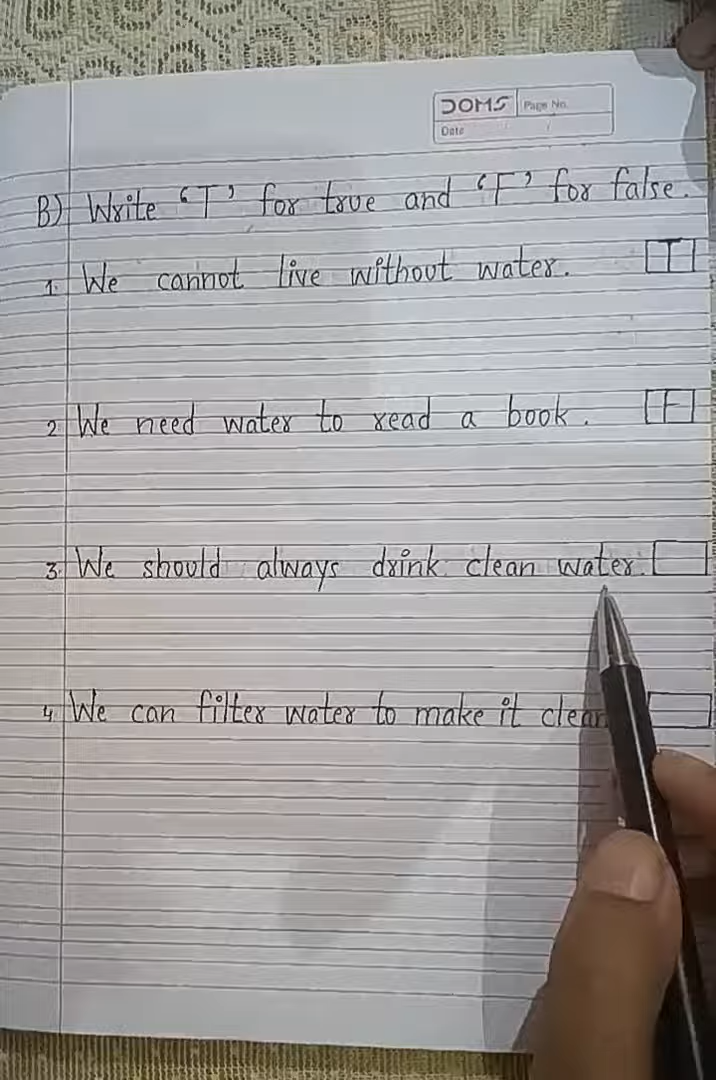 DOMS Page No.
Date / /
B) Write 'T' for true and 'F' for false.
1. We cannot live without water. T
2. We need water to read a book. F
3. We should always drink clean water.
4. We can filter water to make it clean